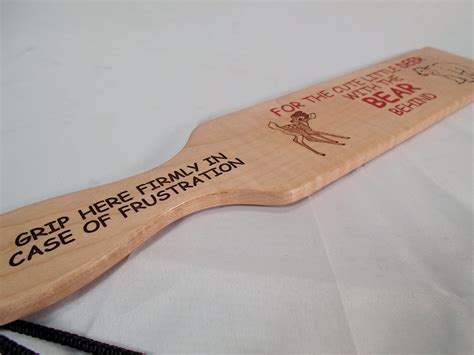 GRIP HERE FIRMLY IN
CASE OF FRUSTRATION
FOR THE CUTE LITTLE DEER
WITH THE
BEAR
BEHIND